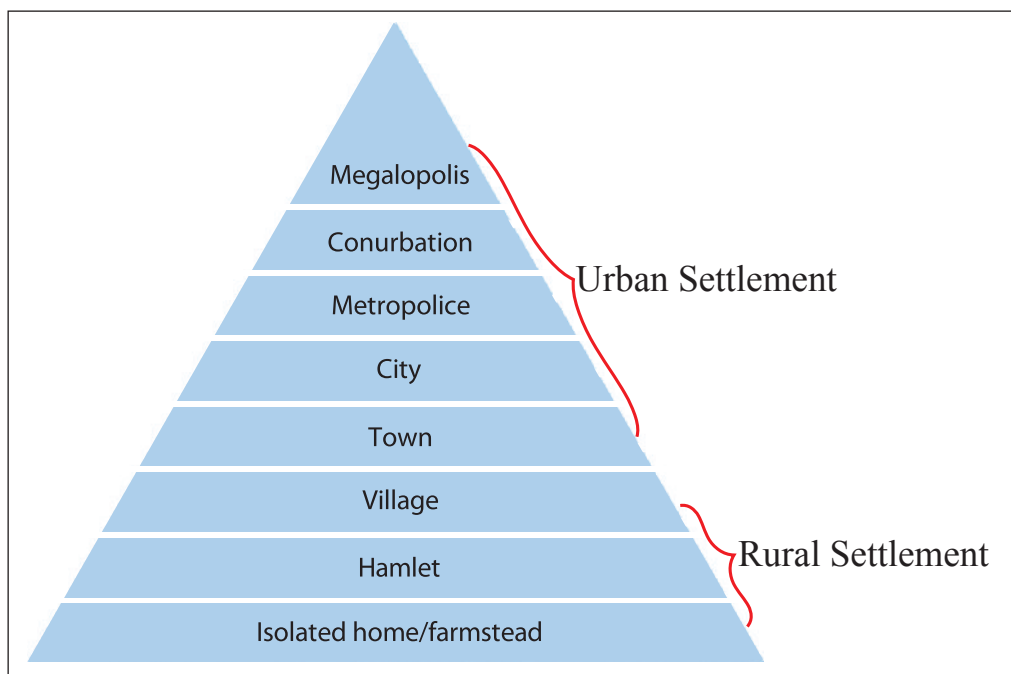 Megalopolis
Conurbation
Urban Settlement
Metropolice
City
Town
Village
Rural Settlement
Hamlet
Isolated home/farmstead